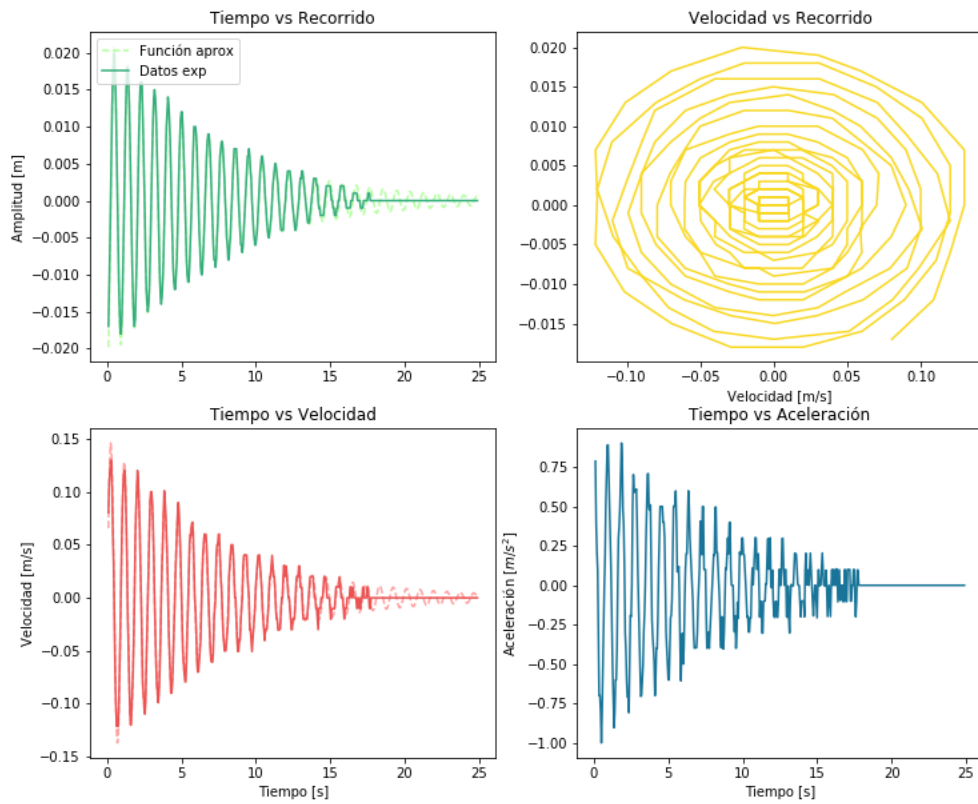 Tiempo vs Recorrido
Amplitud [m]
0.020
0.015
0.010
0.005
0.000
−0.005
−0.010
−0.015
−0.020
Función aprox
Datos exp
0 5 10 15 20 25
Velocidad vs Recorrido
0.020
0.015
0.010
0.005
0.000
−0.005
−0.010
−0.015
−0.10 −0.05 0.00 0.05 0.10
Velocidad [m/s]
Tiempo vs Velocidad
Velocidad [m/s]
0.15
0.10
0.05
0.00
−0.05
−0.10
−0.15
0 5 10 15 20 25
Tiempo [s]
Tiempo vs Aceleración
Aceleración [m/s²]
0.75
0.50
0.25
0.00
−0.25
−0.50
−0.75
−1.00
0 5 10 15 20 25
Tiempo [s]